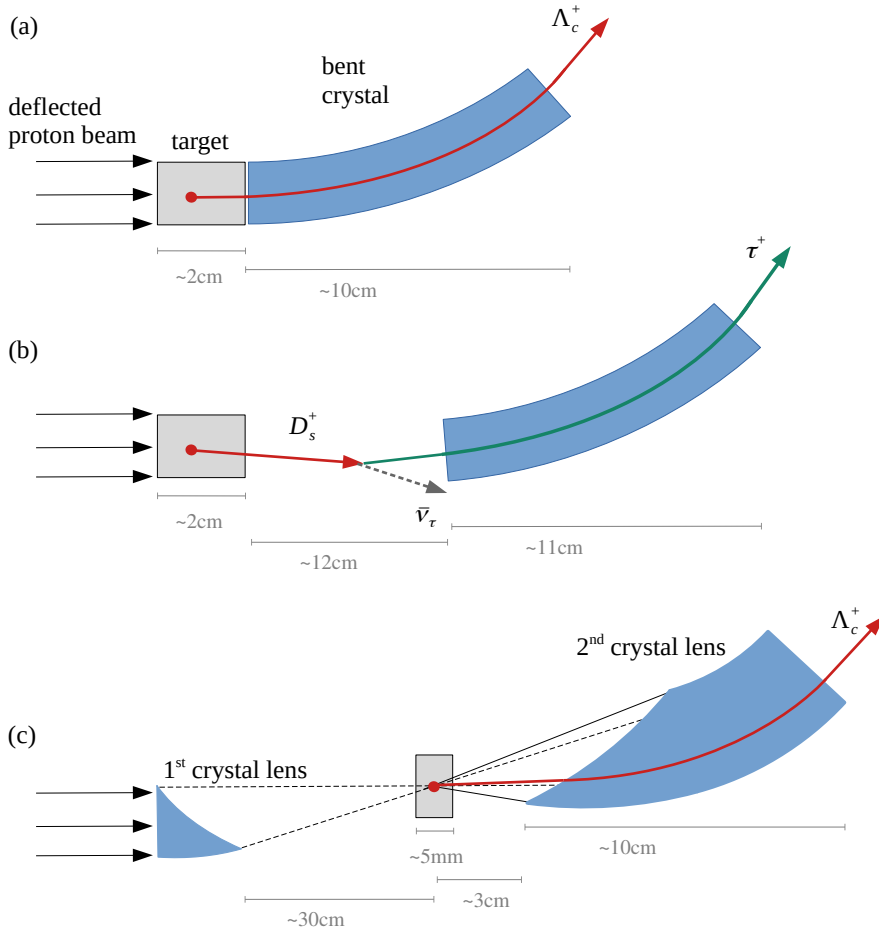 (a)
Λc+
bent
crystal
deflected
proton beam
target
~2cm
~10cm
τ+
(b)
Ds+
ν̄τ
~2cm
~12cm
~11cm
Λc+
2nd crystal lens
(c)
1st crystal lens
~5mm
~10cm
~3cm
~30cm